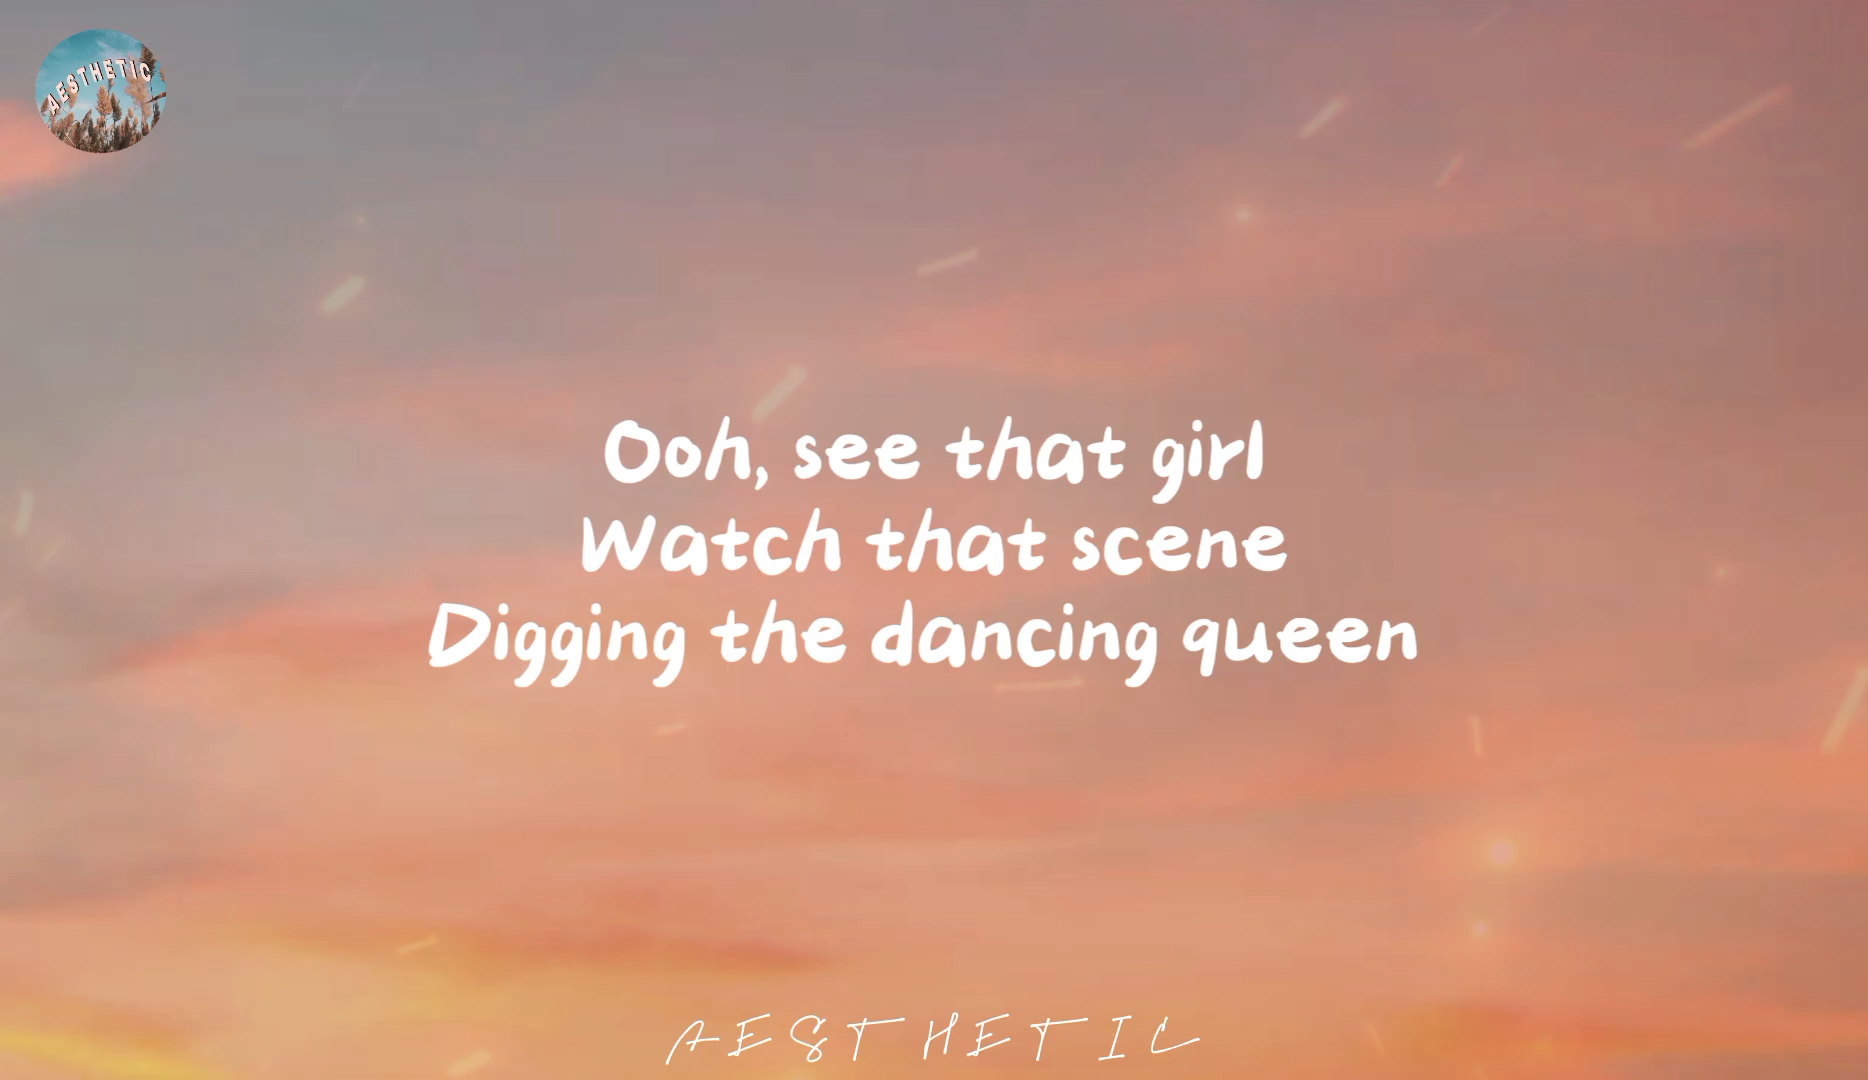 AESTHETIC
Ooh, see that girl
Watch that scene
Digging the dancing queen
AESTHETIC